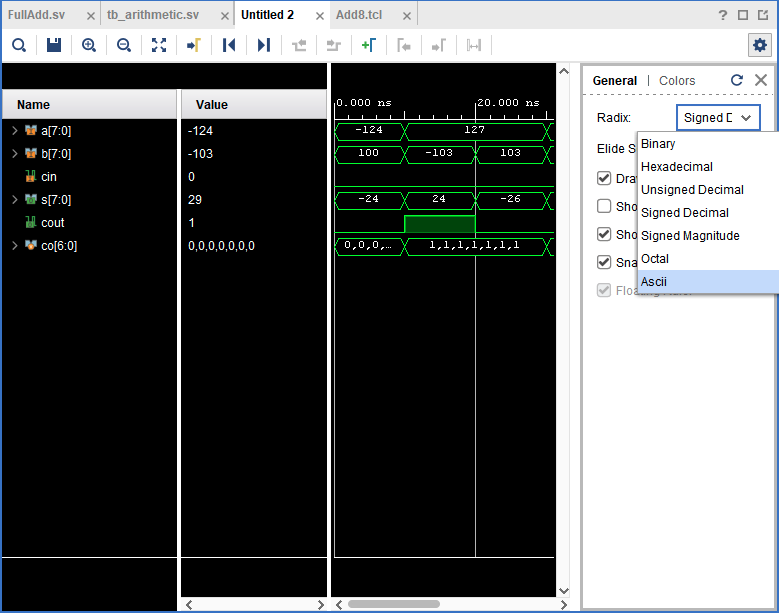 FullAdd.sv × tb_arithmetic.sv × Untitled 2 × Add8.tcl × ?
General | Colors
Name Value
0.000 ns 20.000 ns
Radix: Signed D
a[7:0] -124 -124 127
b[7:0] -103 100 -103 103
cin 0
s[7:0] 29 -24 24 -26
cout 1
co[6:0] 0,0,0,0,0,0,0 0,0,0,... 1,1,1,1,1,1,1
Elide S
Binary
Hexadecimal
Unsigned Decimal
Signed Decimal
Signed Magnitude
Octal
Ascii
Dra
Sho
Sho
Sna